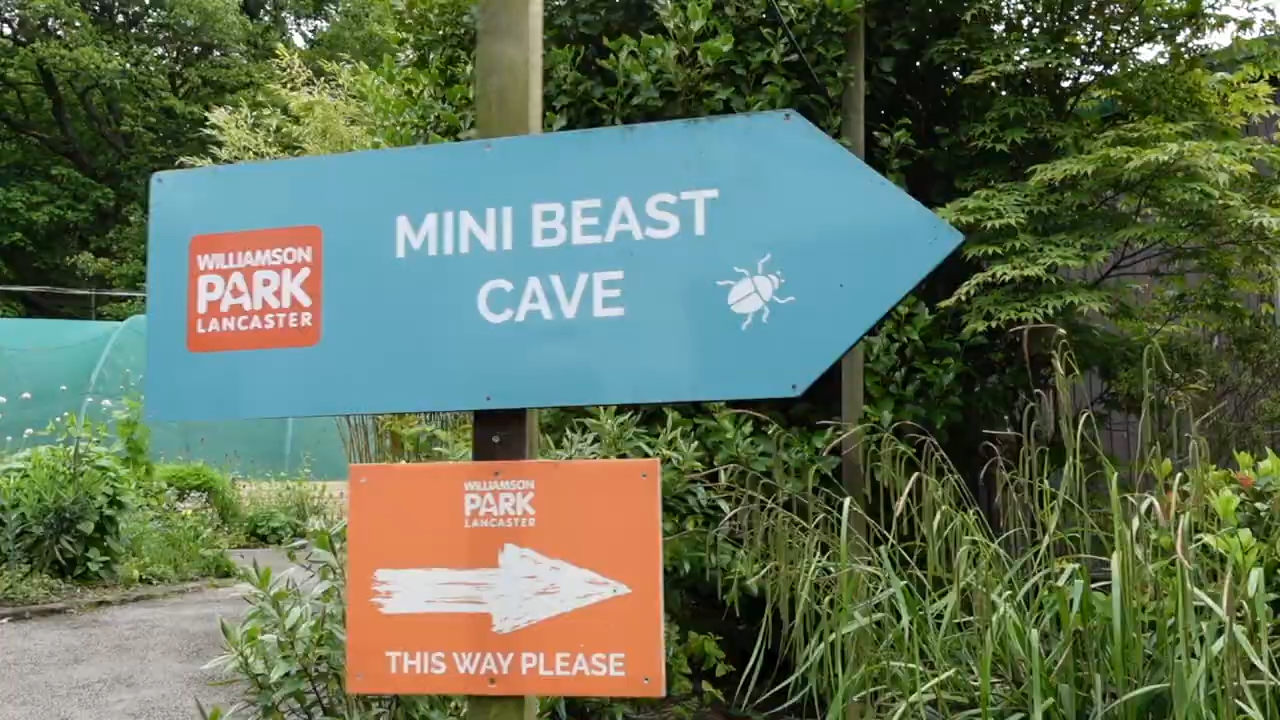 WILLIAMSON
PARK
LANCASTER
MINI BEAST
CAVE
WILLIAMSON
PARK
LANCASTER
THIS WAY PLEASE